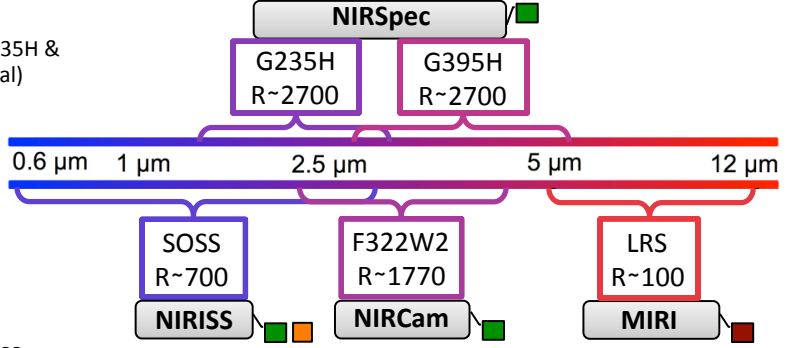 NIRSpec
35H &
al)
G235H
R~2700
G395H
R~2700
0.6 µm 1 µm 2.5 µm 5 µm 12 µm
SOSS
R~700
F322W2
R~1770
LRS
R~100
NIRISS
NIRCam
MIRI